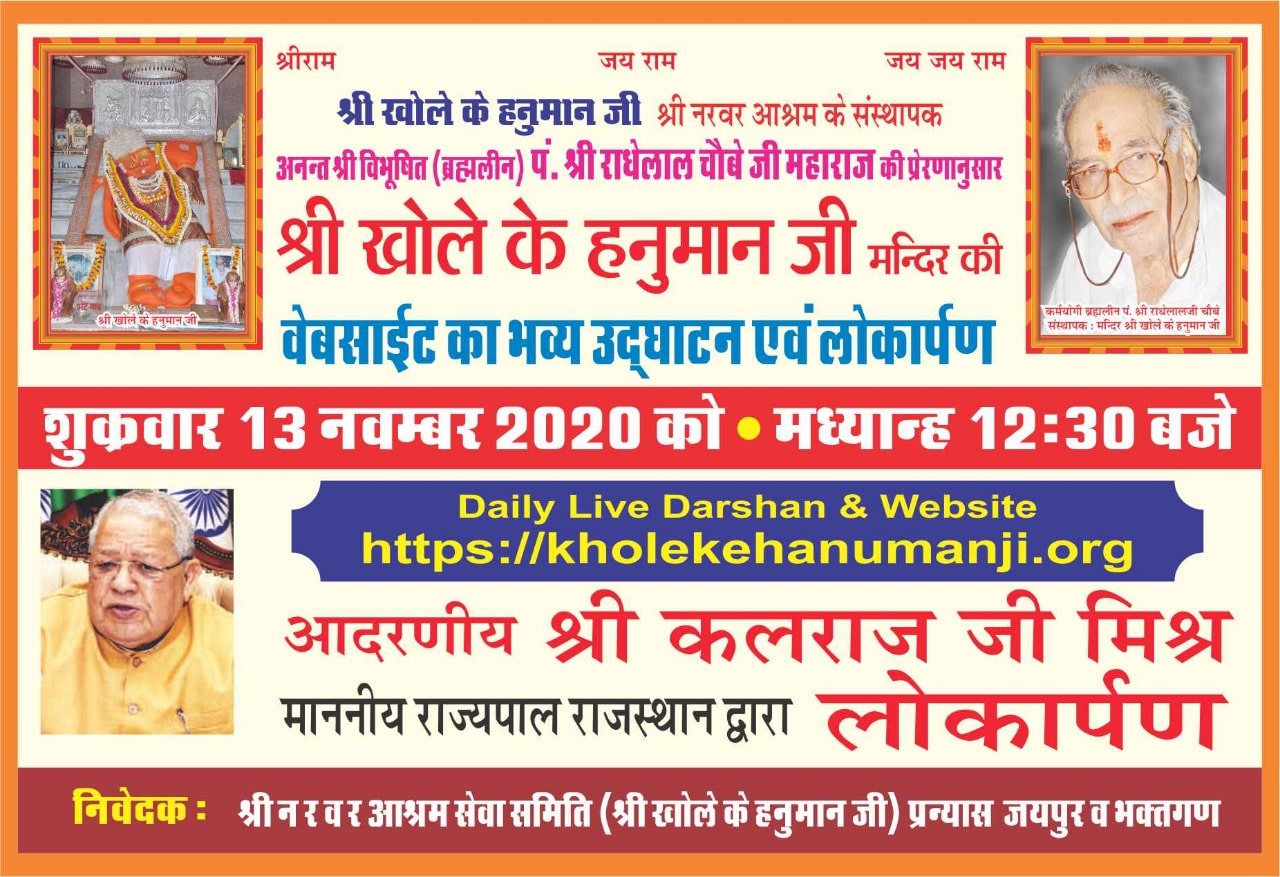 श्रीराम जय राम जय जय राम
श्री खोले के हनुमान जी श्री नरवर आश्रम के संस्थापक
अनन्त श्री विभूषित (ब्रह्मलीन) पं. श्री राधेलाल चौबे जी महाराज की प्रेरणानुसार
श्री खोले के हनुमान जी मन्दिर की
वेबसाईट का भव्य उद्घाटन एवं लोकार्पण
श्री खोले के हनुमान जी
कर्मयोगी ब्रह्मलीन पं. श्री राधेलालजी चौबे
संस्थापक : मन्दिर श्री खोले के हनुमान जी
शुक्रवार 13 नवम्बर 2020 को • मध्यान्ह 12:30 बजे
Daily Live Darshan & Website
https://kholekehanumanji.org
आदरणीय श्री कलराज जी मिश्र
माननीय राज्यपाल राजस्थान द्वारा लोकार्पण
निवेदक : श्री न र व र आश्रम सेवा समिति (श्री खोले के हनुमान जी) प्रन्यास जयपुर व भक्तगण